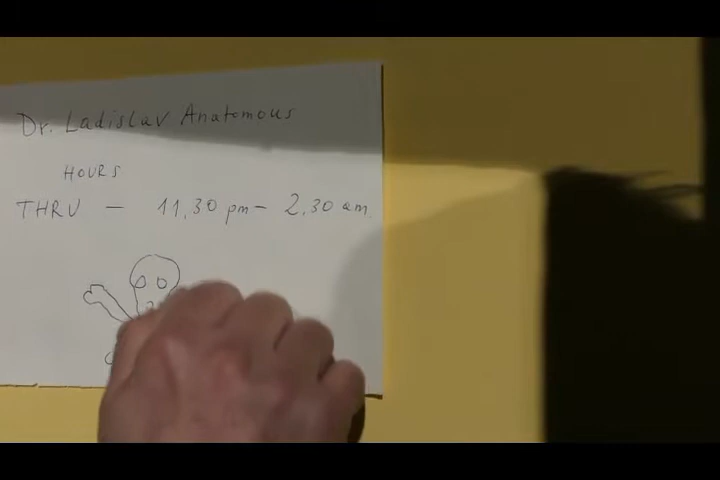 Dr. Ladislav Anatomous
HOURS
THRU — 11,30 pm - 2,30 am